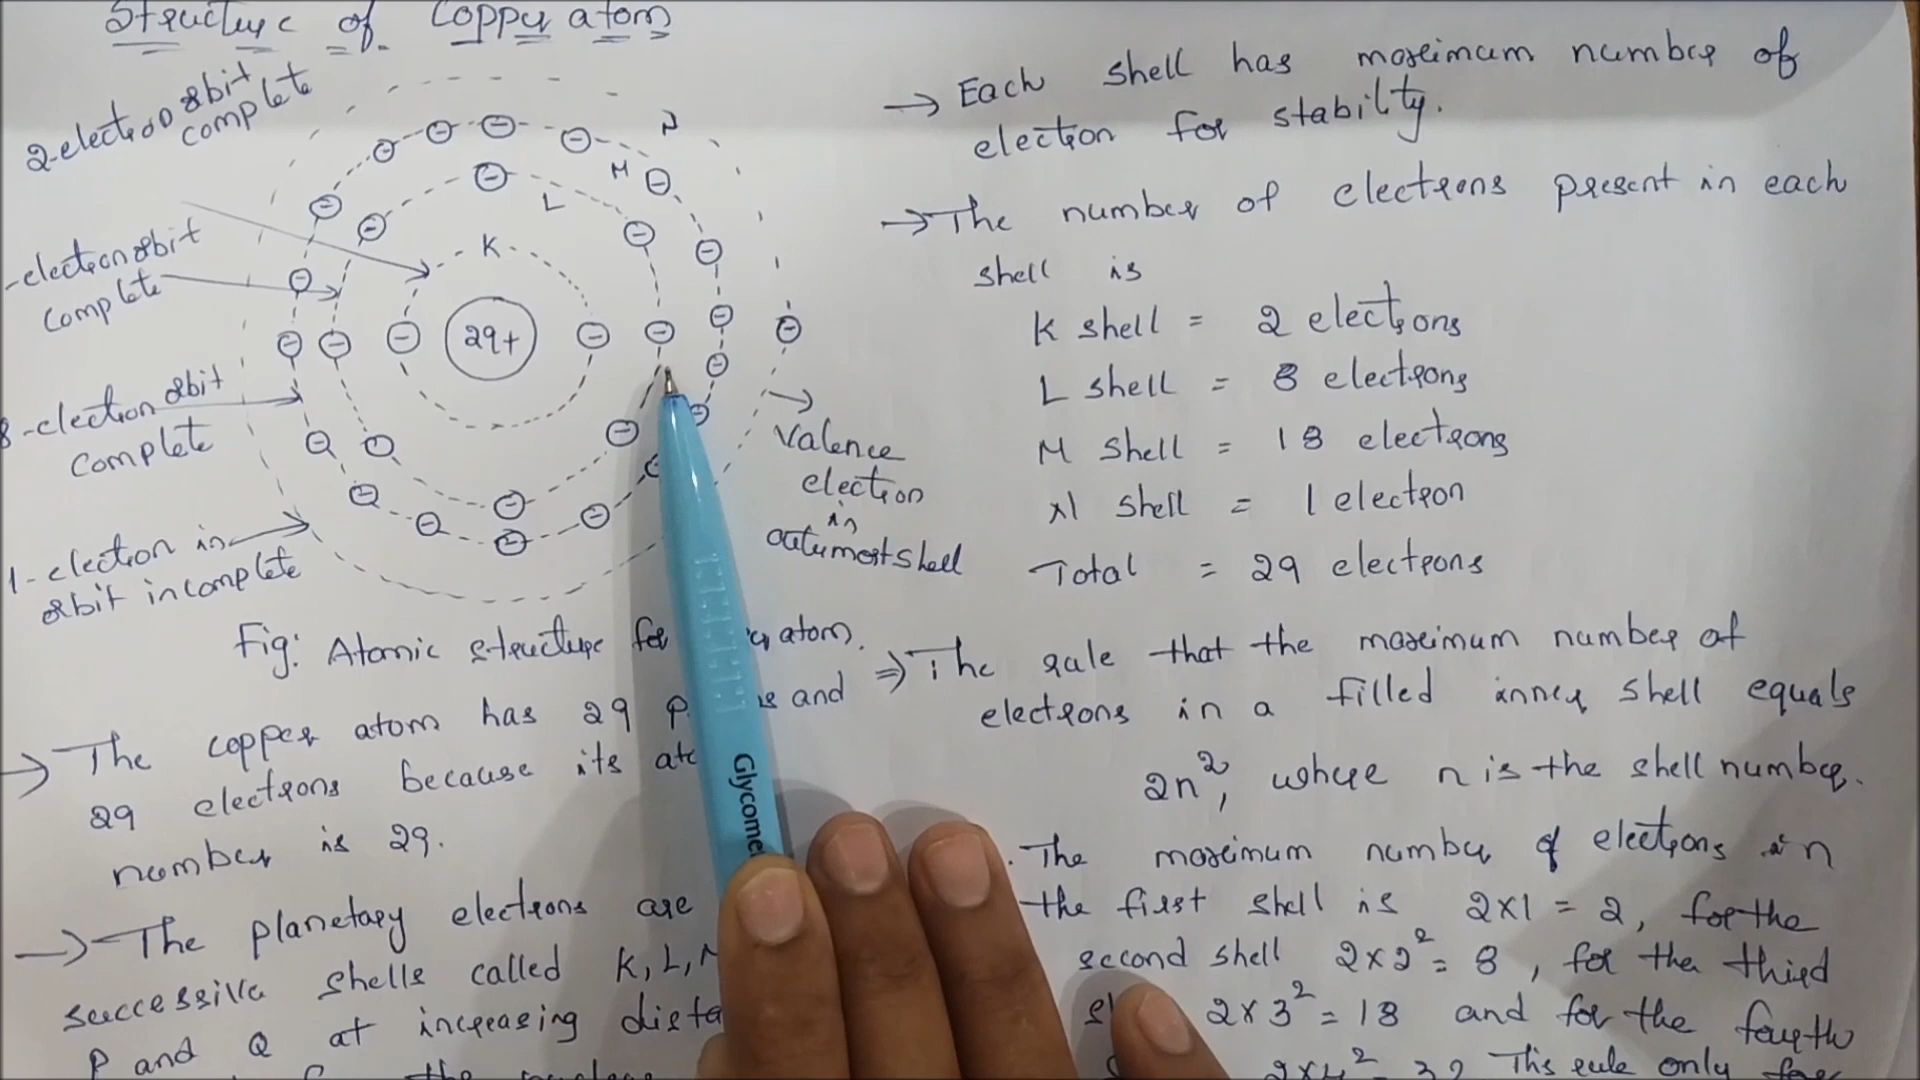 Structure of Copper atom
2-electron orbit
complete
-electron orbit
complete
8-electron orbit
complete
1-electron in
orbit incomplete
N
M
L
K
29+
Valence
electron
in
outermost shell
Fig: Atomic structure for atom.
→ The copper atom has 29 and
29 electrons because its
number is 29.
→ The planetary electrons are
successive shells called K, L,
P and Q at increasing
the
→ Each shell has maximum number of
electron for stability.
→ The number of electrons present in each
shell is
K shell = 2 electrons
L shell = 8 electrons
M shell = 18 electrons
N shell = 1 electron
Total = 29 electrons
⇒ The rule that the maximum number of
electrons in a filled inner shell equals
2n², where n is the shell number.
The maximum number of electrons in
the first shell is 2×1 = 2, for the
second shell 2×2² = 8, for the third
2×3² = 18 and for the fourth
2×4² 32 This rule only for
Glycomet